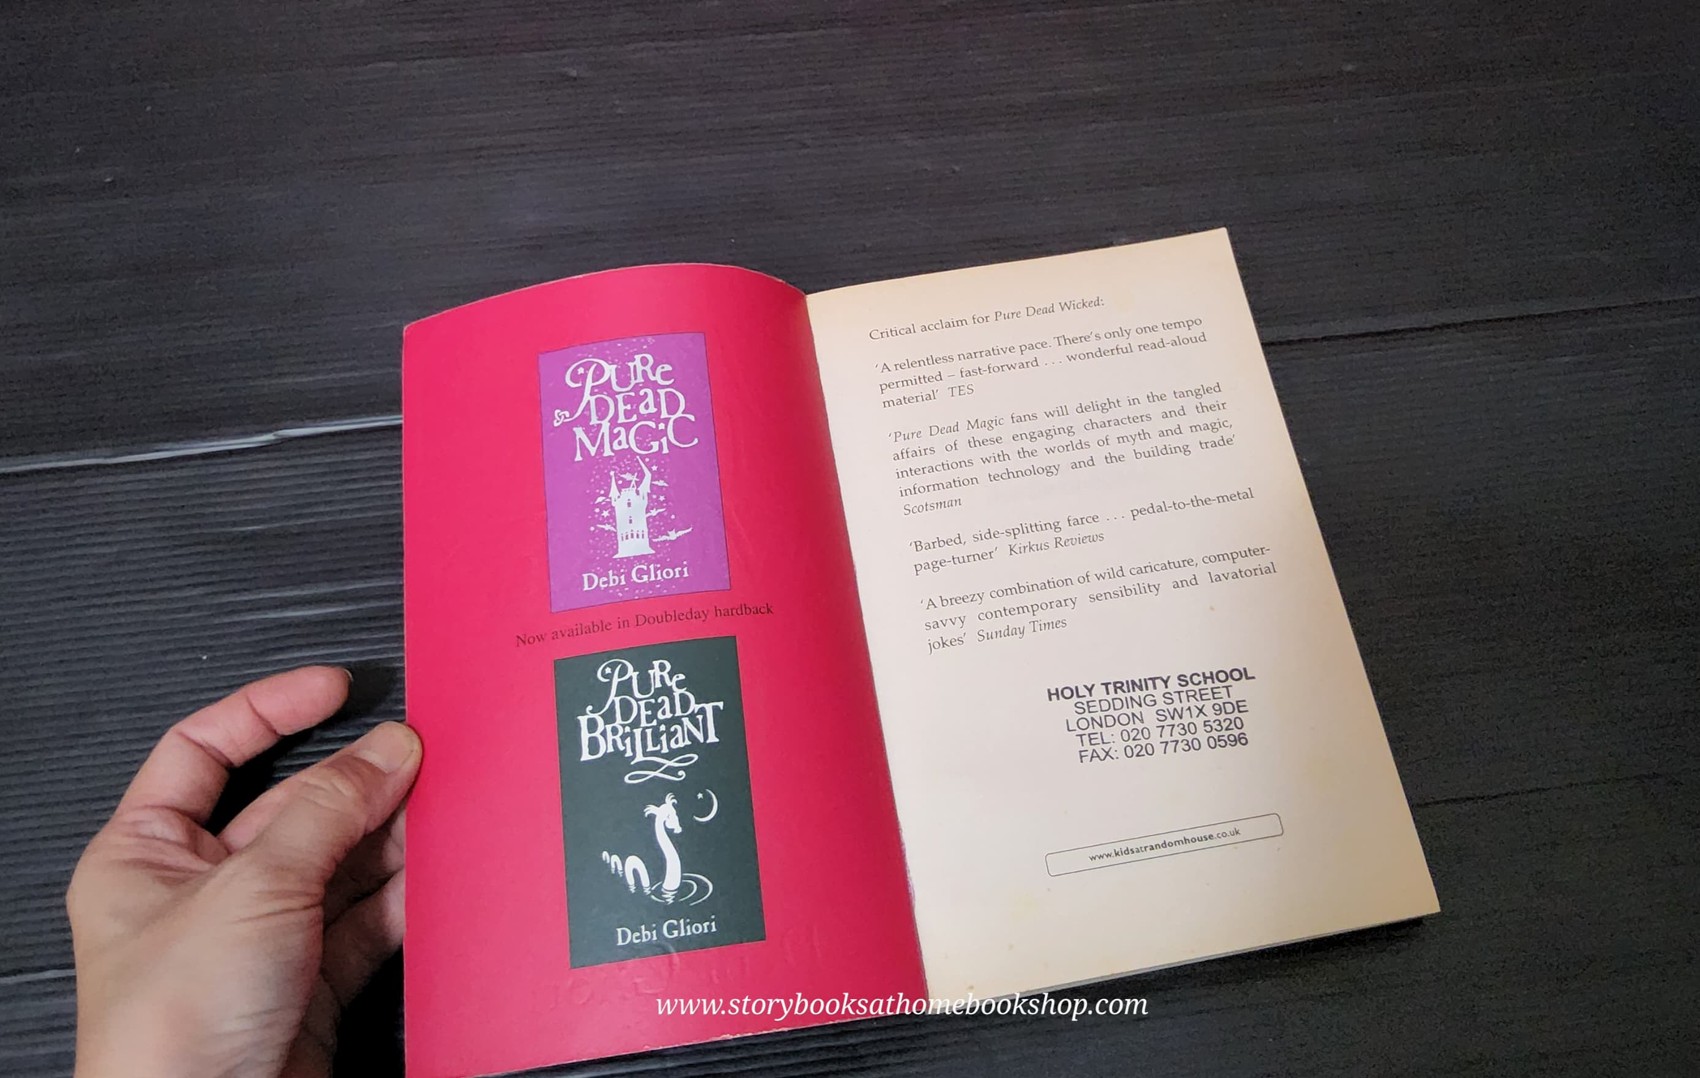 PURe
DEaD
MaGiC
Debi Gliori
Now available in Doubleday hardback
PURe
DEaD
BRiLLiaNT
Debi Gliori
Critical acclaim for Pure Dead Wicked:
‘A relentless narrative pace. There’s only one tempo
permitted – fast-forward . . . wonderful read-aloud
material’ TES
‘Pure Dead Magic fans will delight in the tangled
affairs of these engaging characters and their
interactions with the worlds of myth and magic,
information technology and the building trade’
Scotsman
‘Barbed, side-splitting farce . . . pedal-to-the-metal
page-turner’ Kirkus Reviews
‘A breezy combination of wild caricature, computer-
savvy contemporary sensibility and lavatorial
jokes’ Sunday Times
HOLY TRINITY SCHOOL
SEDDING STREET
LONDON SW1X 9DE
TEL: 020 7730 5320
FAX: 020 7730 0596
www.kidsatrandomhouse.co.uk
www.storybooksathomebookshop.com